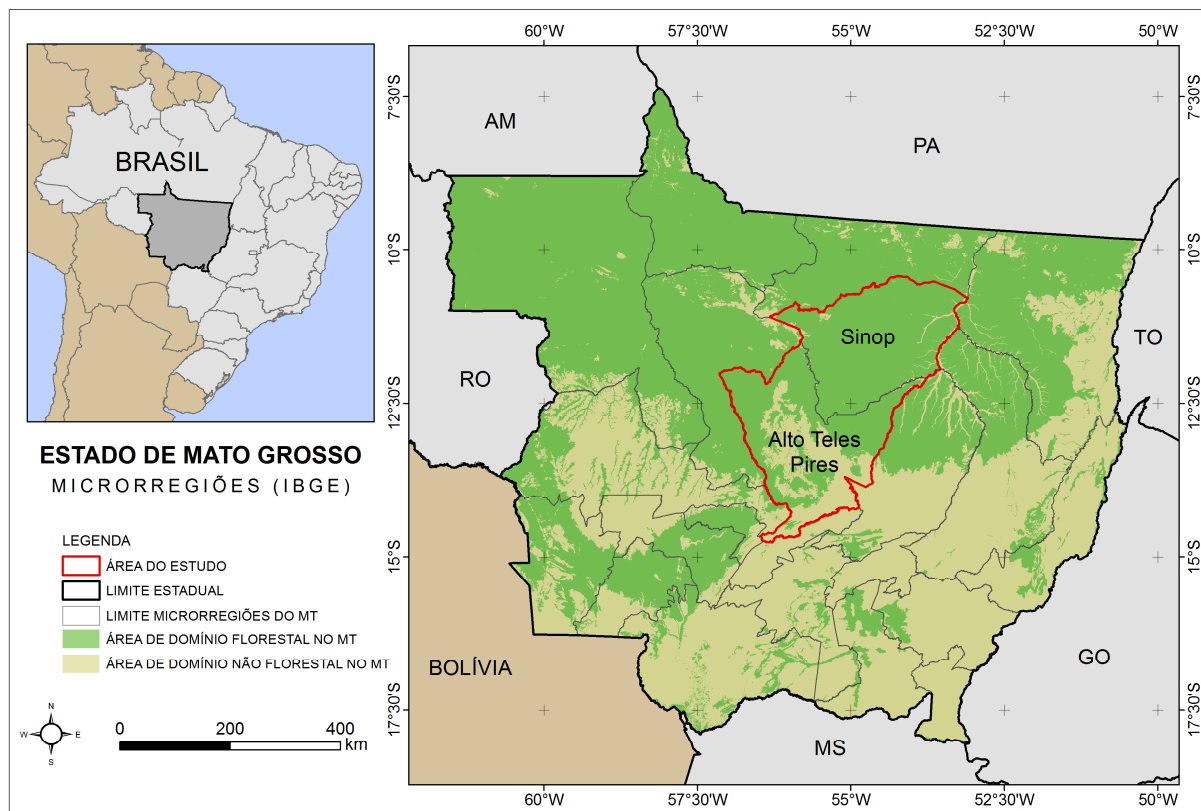 BRASIL
ESTADO DE MATO GROSSO
MICRORREGIÕES (IBGE)
LEGENDA
ÁREA DO ESTUDO
LIMITE ESTADUAL
LIMITE MICRORREGIÕES DO MT
ÁREA DE DOMÍNIO FLORESTAL NO MT
ÁREA DE DOMÍNIO NÃO FLORESTAL NO MT
N
W E
S
0 200 400
km
60°W 57°30'W 55°W 52°30'W 50°W
7°30'S 7°30'S
AM
PA
10°S 10°S
Sinop
TO
RO
12°30'S 12°30'S
Alto Teles
Pires
15°S 15°S
GO
BOLÍVIA
17°30'S 17°30'S
MS
60°W 57°30'W 55°W 52°30'W 50°W